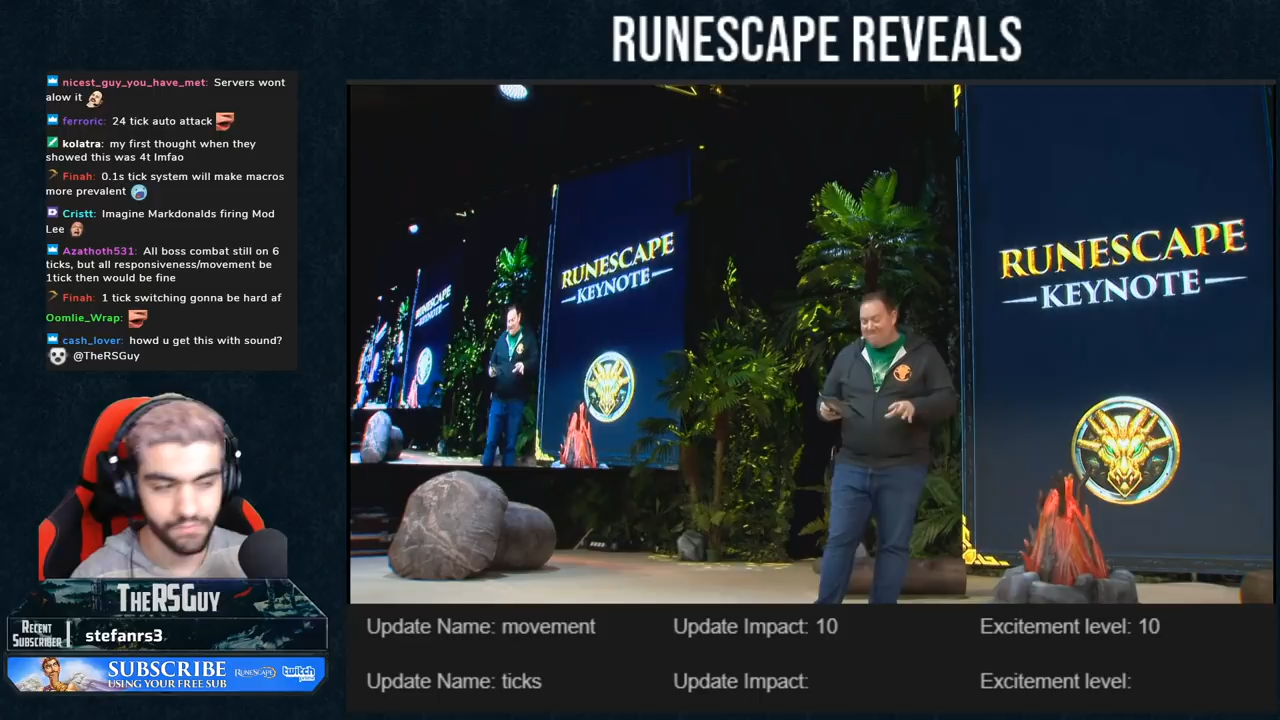 RUNESCAPE REVEALS
nicest_guy_you_have_met: Servers wont
alow it
ferroric: 24 tick auto attack
kolatra: my first thought when they
showed this was 4t lmfao
Finah: 0.1s tick system will make macros
more prevalent
Cristt: Imagine Markdonalds firing Mod
Lee
Azathoth531: All boss combat still on 6
ticks, but all responsiveness/movement be
1tick then would be fine
Finah: 1 tick switching gonna be hard af
Oomlie_Wrap:
cash_lover: howd u get this with sound?
@TheRSGuy
RUNESCAPE
KEYNOTE
RUNESCAPE
KEYNOTE
RUNESCAPE
KEYNOTE
THERSGUY
RECENT
SUBSCRIBER
stefanrs3
SUBSCRIBE
USING YOUR FREE SUB
RUNESCAPE
twitch
prime
Update Name: movement
Update Impact: 10
Excitement level: 10
Update Name: ticks
Update Impact:
Excitement level: